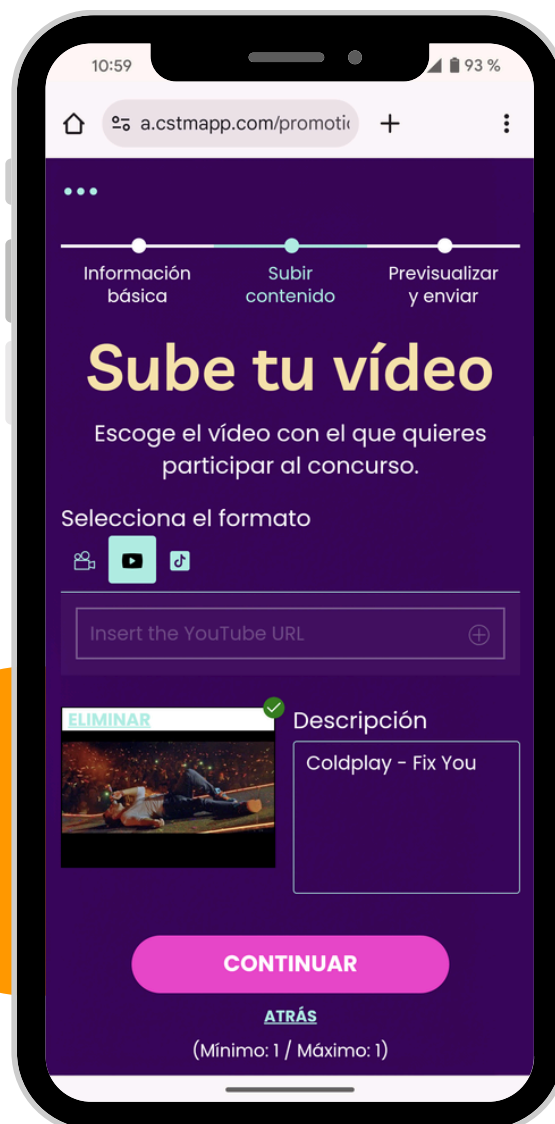 10:59
93 %
a.cstmapp.com/promotic
Información
básica
Subir
contenido
Previsualizar
y enviar
Sube tu vídeo
Escoge el vídeo con el que quieres
participar al concurso.
Selecciona el formato
Insert the YouTube URL
ELIMINAR
Descripción
Coldplay - Fix You
CONTINUAR
ATRÁS
(Mínimo: 1 / Máximo: 1)